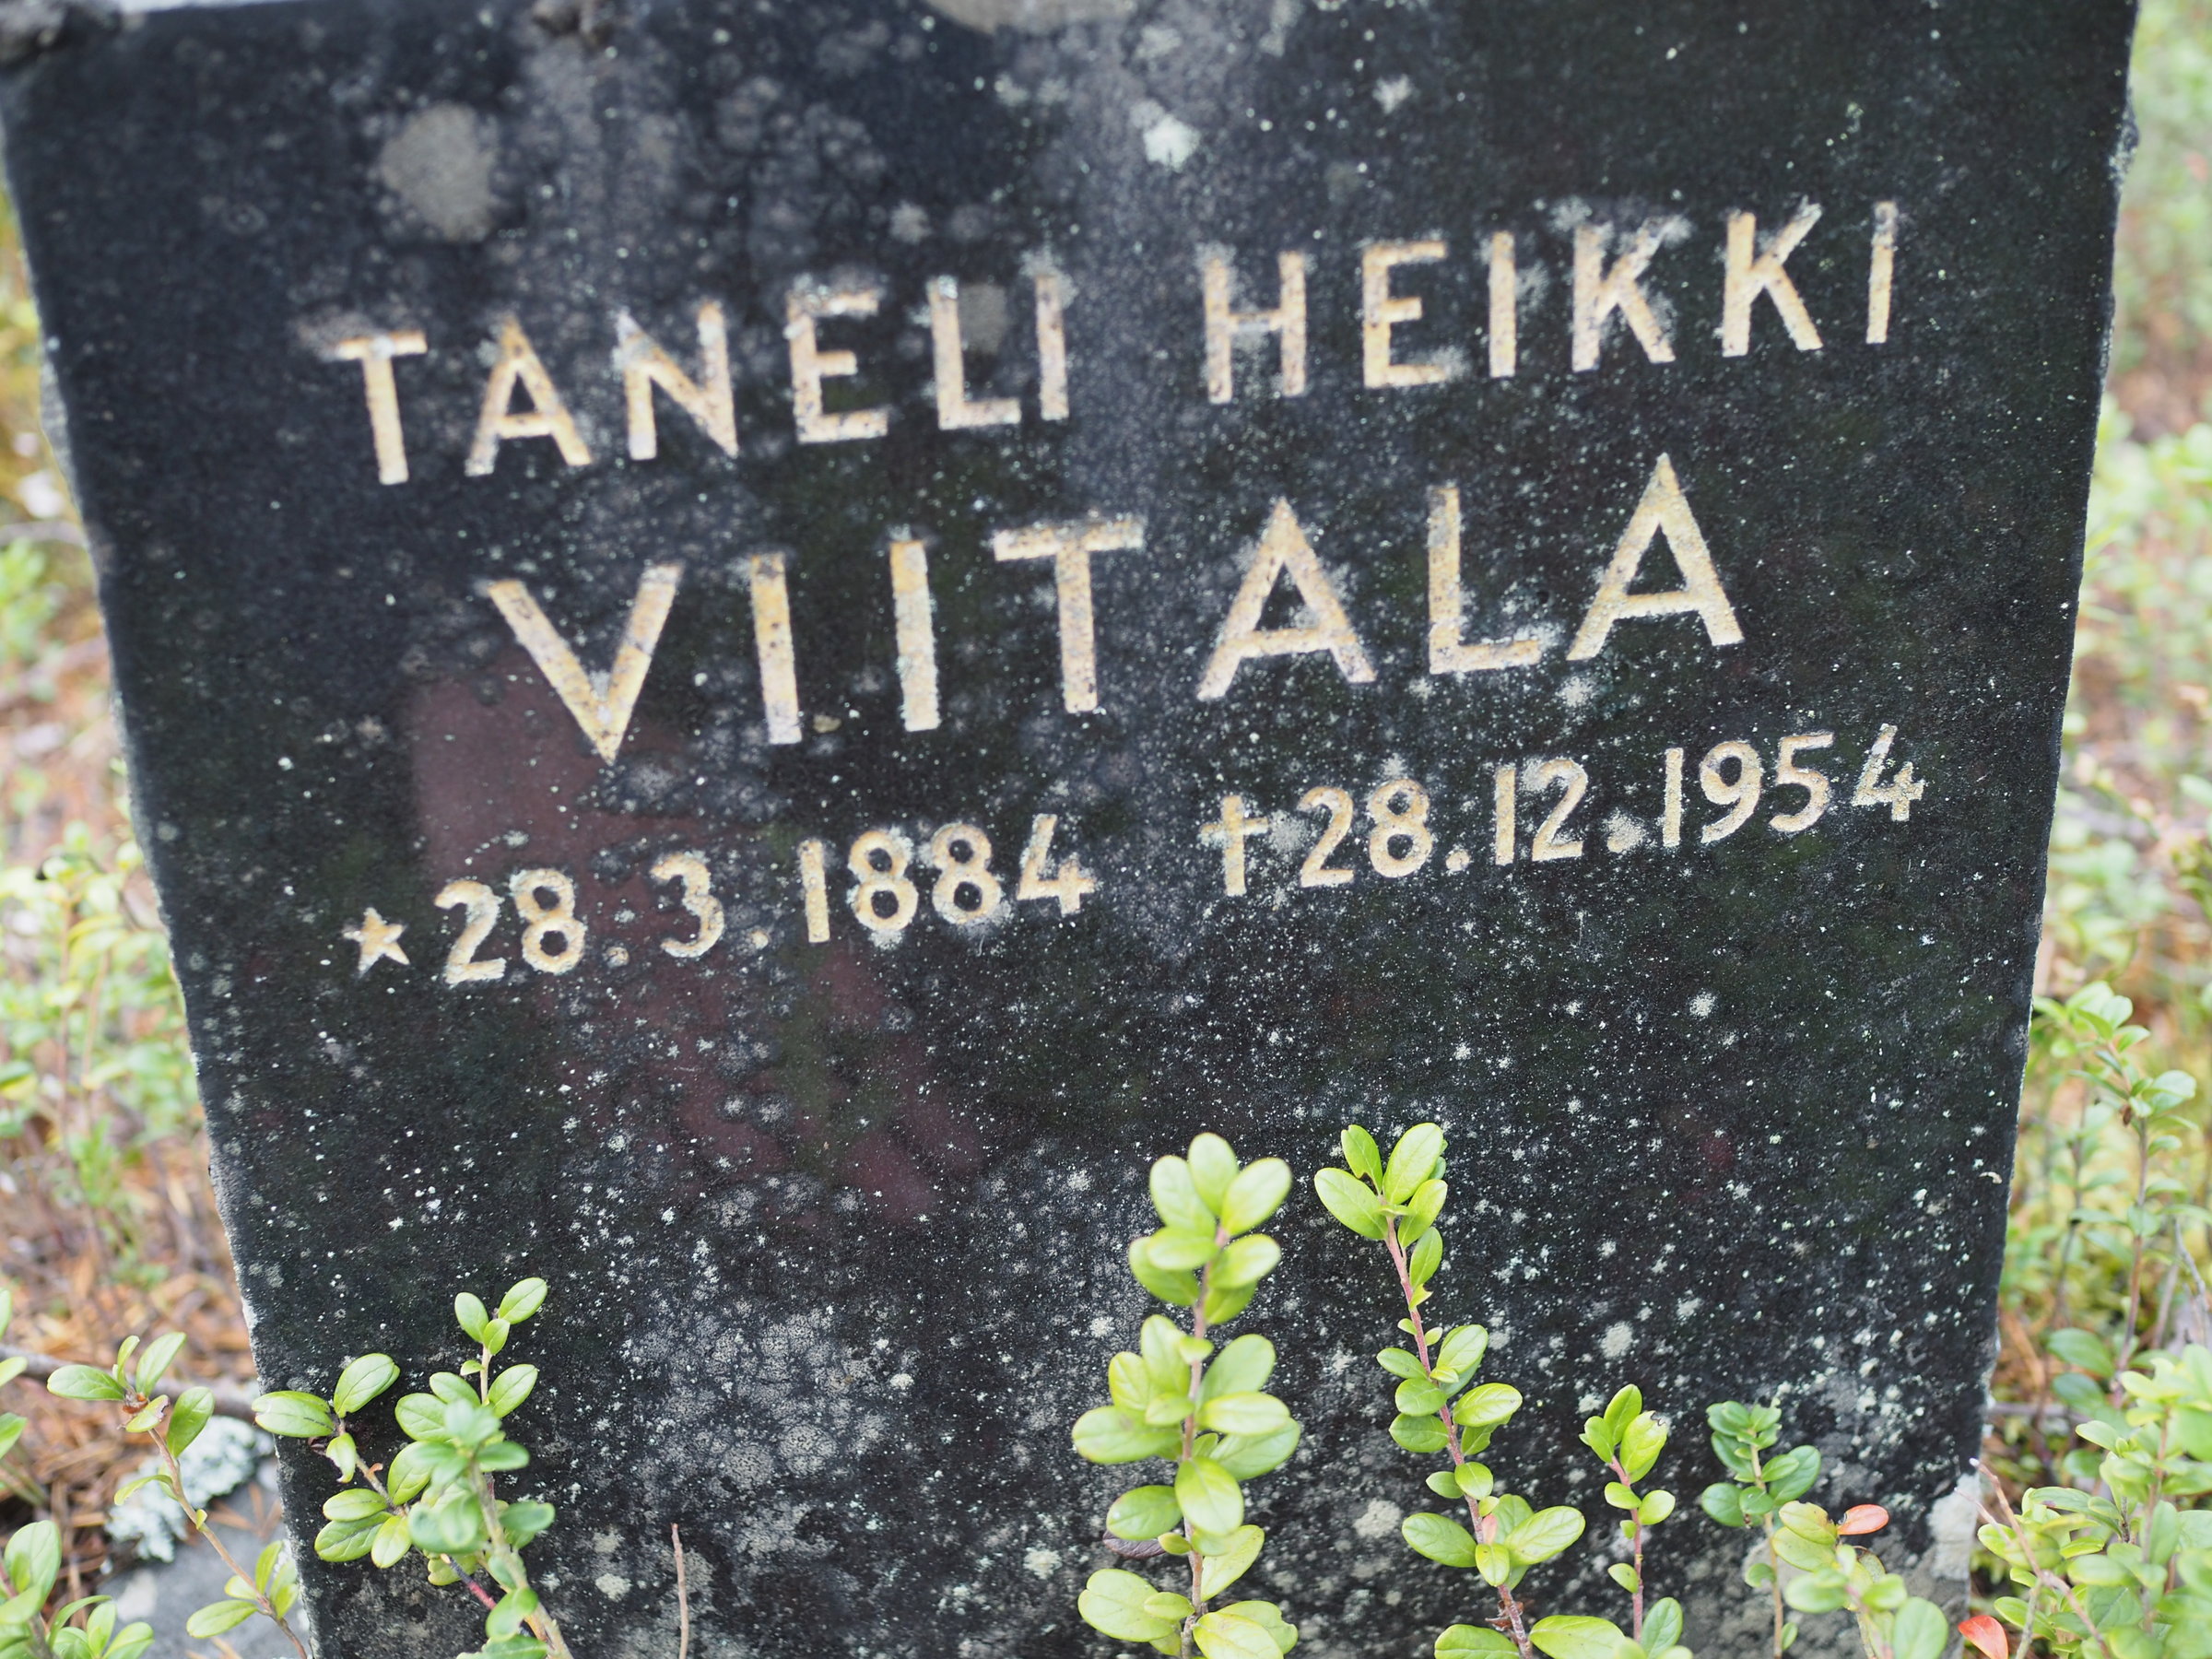 TANELI HEIKKI
VIITALA
★ 28.3.1884 † 28.12.1954